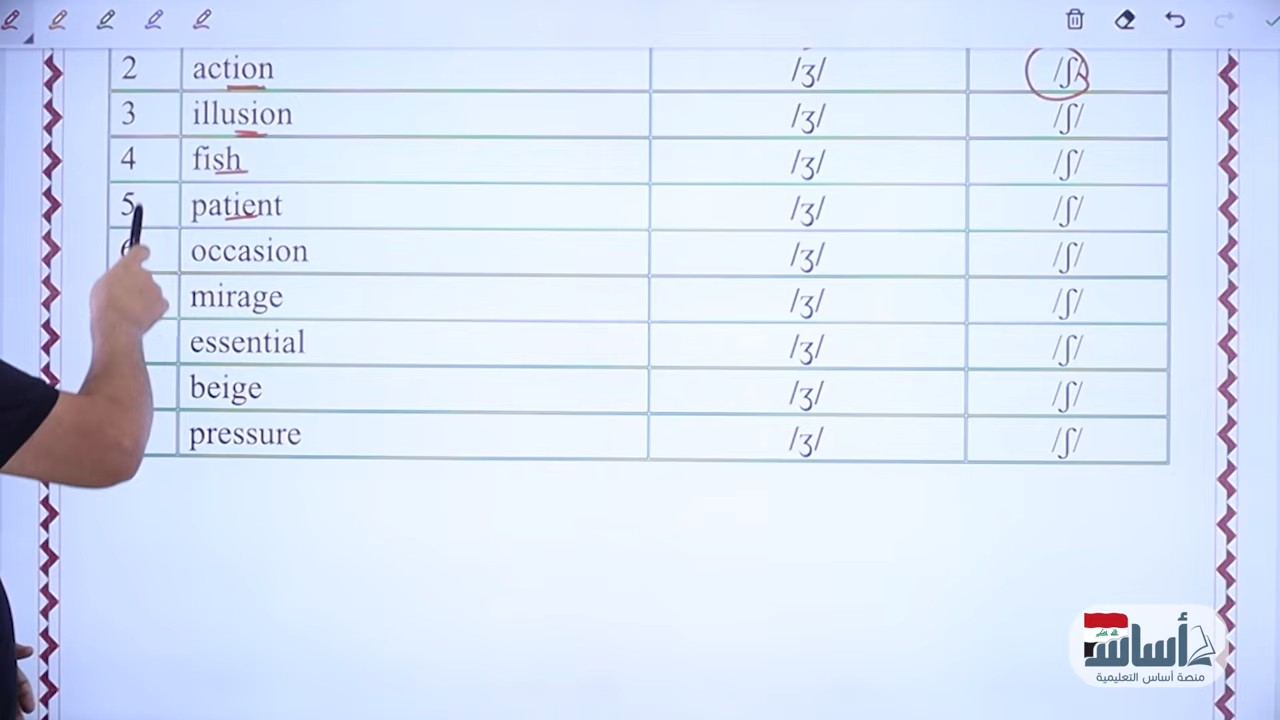 2 action /ʒ/ /ʃ/
3 illusion /ʒ/ /ʃ/
4 fish /ʒ/ /ʃ/
5 patient /ʒ/ /ʃ/
occasion /ʒ/ /ʃ/
mirage /ʒ/ /ʃ/
essential /ʒ/ /ʃ/
beige /ʒ/ /ʃ/
pressure /ʒ/ /ʃ/
أساس
منصة أساس التعليمية